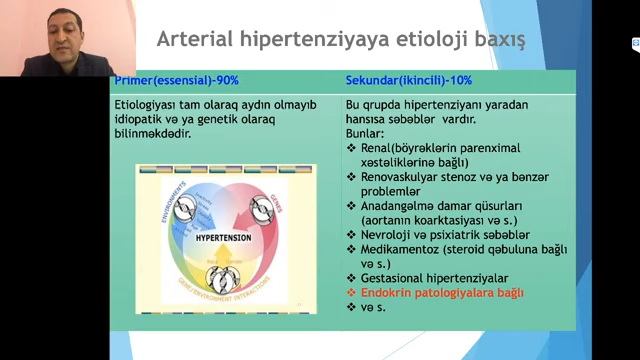 Arterial hipertenziyaya etioloji baxış
Primer(essensial)-90%
Etiologiyası tam olaraq aydın olmayıb
idiopatik və ya genetik olaraq
bilinməkdədir.
ENVIRONMENTS
GENES
HYPERTENSION
GENE/ENVIRONMENT INTERACTIONS
Sekundar(ikincili)-10%
Bu qrupda hipertenziyanı yaradan
hansısa səbəblər vardır.
Bunlar:
❖ Renal(böyrəklərin parenximal
xəstəliklərinə bağlı)
❖ Renovaskulyar stenoz və ya bənzər
problemlər
❖ Anadangəlmə damar qüsurları
(aortanın koarktasiyası və s.)
❖ Nevroloji və psixiatrik səbəblər
❖ Medikamentoz (steroid qəbuluna bağlı
və s.)
❖ Gestasional hipertenziyalar
❖ Endokrin patologiyalara bağlı
❖ və s.